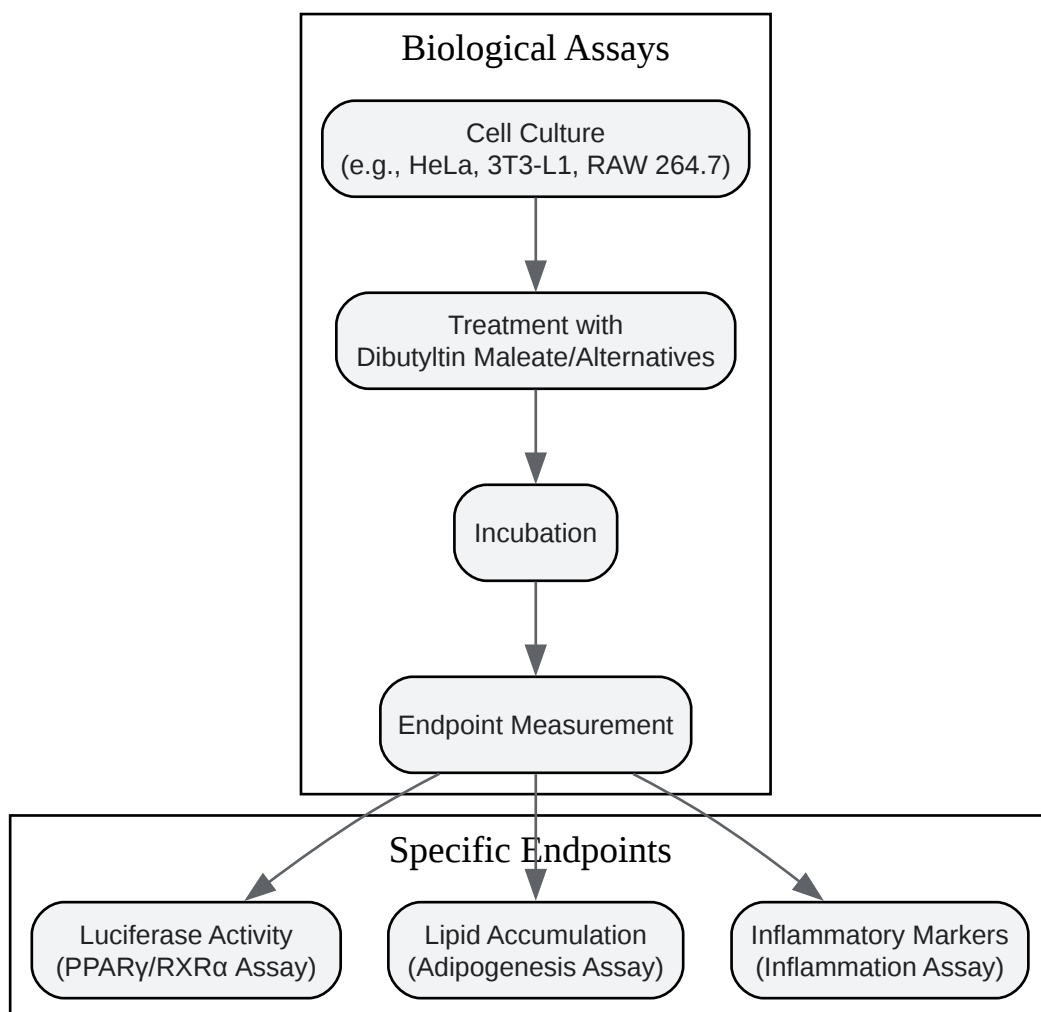 Biological Assays
Cell Culture
(e.g., HeLa, 3T3-L1, RAW 264.7)
Treatment with
Dibutyltin Maleate/Alternatives
Incubation
Endpoint Measurement
Specific Endpoints
Luciferase Activity
(PPARγ/RXRα Assay)
Lipid Accumulation
(Adipogenesis Assay)
Inflammatory Markers
(Inflammation Assay)